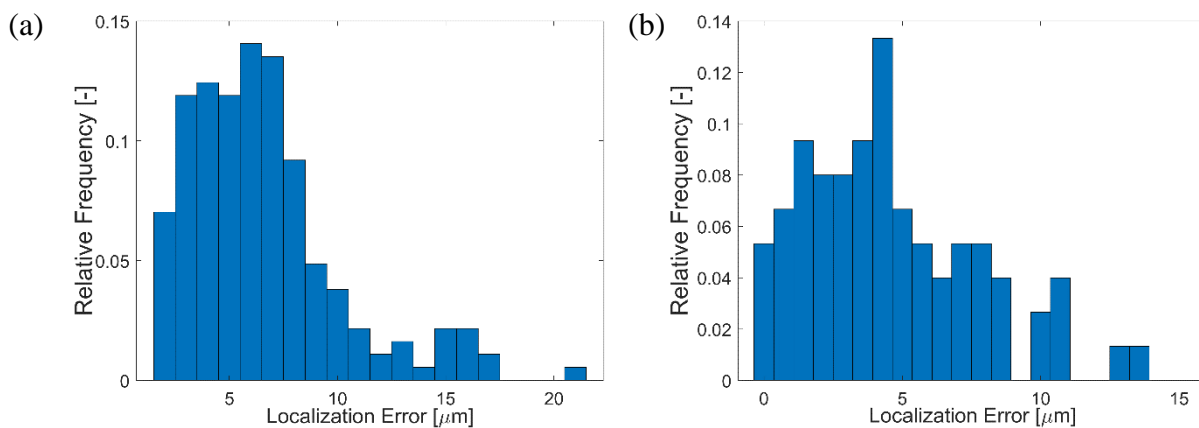 (a)
0.15
0.1
0.05
0
Relative Frequency [-]
5 10 15 20
Localization Error [μm]
(b)
0.14
0.12
0.1
0.08
0.06
0.04
0.02
0
Relative Frequency [-]
0 5 10 15
Localization Error [μm]